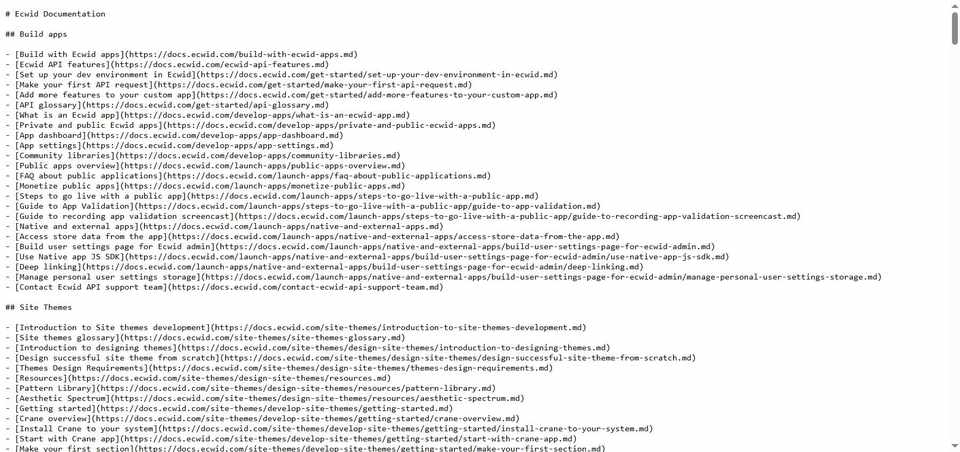 # Ecwid Documentation
## Build apps
- [Build with Ecwid apps](https://docs.ecwid.com/build-with-ecwid-apps.md)
- [Ecwid API features](https://docs.ecwid.com/ecwid-api-features.md)
- [Set up your dev environment in Ecwid](https://docs.ecwid.com/get-started/set-up-your-dev-environment-in-ecwid.md)
- [Make your first API request](https://docs.ecwid.com/get-started/make-your-first-api-request.md)
- [Add more features to your custom app](https://docs.ecwid.com/get-started/add-more-features-to-your-custom-app.md)
- [API glossary](https://docs.ecwid.com/get-started/api-glossary.md)
- [What is an Ecwid app](https://docs.ecwid.com/develop-apps/what-is-an-ecwid-app.md)
- [Private and public Ecwid apps](https://docs.ecwid.com/develop-apps/private-and-public-ecwid-apps.md)
- [App dashboard](https://docs.ecwid.com/develop-apps/app-dashboard.md)
- [App settings](https://docs.ecwid.com/develop-apps/app-settings.md)
- [Community libraries](https://docs.ecwid.com/develop-apps/community-libraries.md)
- [Public apps overview](https://docs.ecwid.com/launch-apps/public-apps-overview.md)
- [FAQ about public applications](https://docs.ecwid.com/launch-apps/faq-about-public-applications.md)
- [Monetize public apps](https://docs.ecwid.com/launch-apps/monetize-public-apps.md)
- [Steps to go live with a public app](https://docs.ecwid.com/launch-apps/steps-to-go-live-with-a-public-app.md)
- [Guide to App Validation](https://docs.ecwid.com/launch-apps/steps-to-go-live-with-a-public-app/guide-to-app-validation.md)
- [Guide to recording app validation screencast](https://docs.ecwid.com/launch-apps/steps-to-go-live-with-a-public-app/guide-to-recording-app-validation-screencast.md)
- [Native and external apps](https://docs.ecwid.com/launch-apps/native-and-external-apps.md)
- [Access store data from the app](https://docs.ecwid.com/launch-apps/native-and-external-apps/access-store-data-from-the-app.md)
- [Build user settings page for Ecwid admin](https://docs.ecwid.com/launch-apps/native-and-external-apps/build-user-settings-page-for-ecwid-admin.md)
- [Use Native app JS SDK](https://docs.ecwid.com/launch-apps/native-and-external-apps/build-user-settings-page-for-ecwid-admin/use-native-app-js-sdk.md)
- [Deep linking](https://docs.ecwid.com/launch-apps/native-and-external-apps/build-user-settings-page-for-ecwid-admin/deep-linking.md)
- [Manage personal user settings storage](https://docs.ecwid.com/launch-apps/native-and-external-apps/build-user-settings-page-for-ecwid-admin/manage-personal-user-settings-storage.md)
- [Contact Ecwid API support team](https://docs.ecwid.com/contact-ecwid-api-support-team.md)
## Site Themes
- [Introduction to Site themes development](https://docs.ecwid.com/site-themes/introduction-to-site-themes-development.md)
- [Site themes glossary](https://docs.ecwid.com/site-themes/site-themes-glossary.md)
- [Introduction to designing themes](https://docs.ecwid.com/site-themes/design-site-themes/introduction-to-designing-themes.md)
- [Design successful site theme from scratch](https://docs.ecwid.com/site-themes/design-site-themes/design-successful-site-theme-from-scratch.md)
- [Themes Design Requirements](https://docs.ecwid.com/site-themes/design-site-themes/themes-design-requirements.md)
- [Resources](https://docs.ecwid.com/site-themes/design-site-themes/resources.md)
- [Pattern Library](https://docs.ecwid.com/site-themes/design-site-themes/resources/pattern-library.md)
- [Aesthetic Spectrum](https://docs.ecwid.com/site-themes/design-site-themes/resources/aesthetic-spectrum.md)
- [Getting started](https://docs.ecwid.com/site-themes/develop-site-themes/getting-started.md)
- [Crane overview](https://docs.ecwid.com/site-themes/develop-site-themes/getting-started/crane-overview.md)
- [Install Crane to your system](https://docs.ecwid.com/site-themes/develop-site-themes/getting-started/install-crane-to-your-system.md)
- [Start with Crane app](https://docs.ecwid.com/site-themes/develop-site-themes/getting-started/start-with-crane-app.md)
- [Make your first section](https://docs.ecwid.com/site-themes/develop-site-themes/getting-started/make-your-first-section.md)